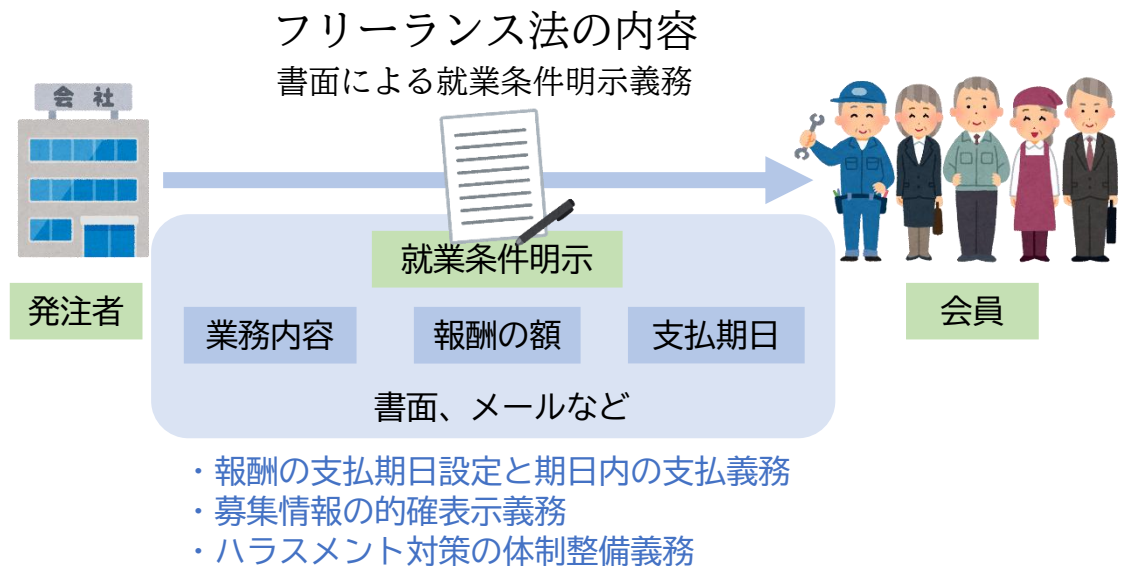 フリーランス法の内容
書面による就業条件明示義務
会社
就業条件明示
発注者
会員
業務内容
報酬の額
支払期日
書面、メールなど
・報酬の支払期日設定と期日内の支払義務
・募集情報の的確表示義務
・ハラスメント対策の体制整備義務